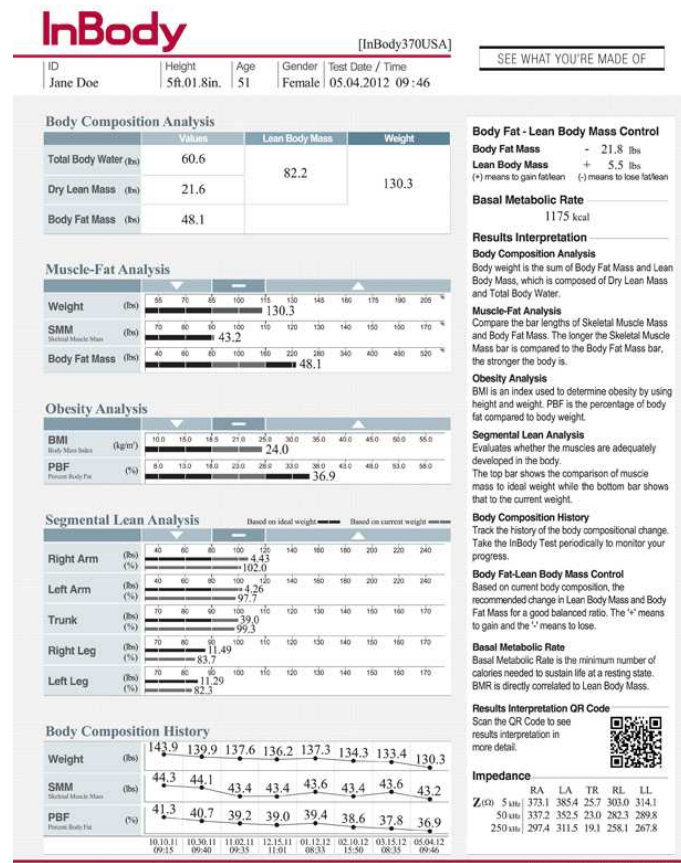 InBody
[InBody370USA]
SEE WHAT YOU'RE MADE OF
ID Height Age Gender Test Date / Time
Jane Doe 5ft.01.8in. 51 Female 05.04.2012 09:46
Body Composition Analysis
Values Lean Body Mass Weight
Total Body Water (lbs) 60.6
82.2
130.3
Dry Lean Mass (lbs) 21.6
Body Fat Mass (lbs) 48.1
Muscle-Fat Analysis
Weight (lbs) 55 70 85 100 115 130 145 160 175 190 205 %
130.3
SMM (lbs) 70 80 90 100 110 120 130 140 150 160 170 %
Skeletal Muscle Mass
43.2
Body Fat Mass (lbs) 40 60 80 100 160 220 280 340 400 460 520 %
48.1
Obesity Analysis
BMI (kg/m²) 10.0 15.0 18.5 21.0 25.0 30.0 35.0 40.0 45.0 50.0 55.0
Body Mass Index
24.0
PBF (%) 8.0 13.0 18.0 23.0 28.0 33.0 38.0 43.0 48.0 53.0 58.0
Percent Body Fat
36.9
Segmental Lean Analysis Based on ideal weight Based on current weight
Right Arm (lbs) (%) 40 60 80 100 120 140 160 180 200 220 240
4.43
102.0
Left Arm (lbs) (%) 40 60 80 100 120 140 160 180 200 220 240
4.26
97.7
Trunk (lbs) (%) 70 80 90 100 110 120 130 140 150 160 170
39.0
99.3
Right Leg (lbs) (%) 70 80 90 100 110 120 130 140 150 160 170
11.49
83.7
Left Leg (lbs) (%) 70 80 90 100 110 120 130 140 150 160 170
11.29
82.3
Body Composition History
Weight (lbs) 143.9 139.9 137.6 136.2 137.3 134.3 133.4 130.3
SMM (lbs) 44.3 44.1 43.4 43.4 43.6 43.4 43.6 43.2
Skeletal Muscle Mass
PBF (%) 41.3 40.7 39.2 39.0 39.4 38.6 37.8 36.9
Percent Body Fat
10.10.11 10.30.11 11.02.11 12.15.11 01.12.12 02.10.12 03.15.12 05.04.12
09:15 09:40 09:35 11:01 08:33 15:50 08:35 09:46
Body Fat - Lean Body Mass Control
Body Fat Mass - 21.8 lbs
Lean Body Mass + 5.5 lbs
(+) means to gain fat/lean (-) means to lose fat/lean
Basal Metabolic Rate
1175 kcal
Results Interpretation
Body Composition Analysis
Body weight is the sum of Body Fat Mass and Lean
Body Mass, which is composed of Dry Lean Mass
and Total Body Water.
Muscle-Fat Analysis
Compare the bar lengths of Skeletal Muscle Mass
and Body Fat Mass. The longer the Skeletal Muscle
Mass bar is compared to the Body Fat Mass bar,
the stronger the body is.
Obesity Analysis
BMI is an index used to determine obesity by using
height and weight. PBF is the percentage of body
fat compared to body weight.
Segmental Lean Analysis
Evaluates whether the muscles are adequately
developed in the body.
The top bar shows the comparison of muscle
mass to ideal weight while the bottom bar shows
that to the current weight.
Body Composition History
Track the history of the body compositional change.
Take the InBody Test periodically to monitor your
progress.
Body Fat-Lean Body Mass Control
Based on current body composition, the
recommended change in Lean Body Mass and Body
Fat Mass for a good balanced ratio. The '+' means
to gain and the '-' means to lose.
Basal Metabolic Rate
Basal Metabolic Rate is the minimum number of
calories needed to sustain life at a resting state.
BMR is directly correlated to Lean Body Mass.
Results Interpretation QR Code
Scan the QR Code to see
results interpretation in
more detail.
Impedance
RA LA TR RL LL
Z(Ω) 5 kHz 373.1 385.4 25.7 303.0 314.1
50 kHz 337.2 352.5 23.0 282.3 289.8
250 kHz 297.4 311.5 19.1 258.1 267.8